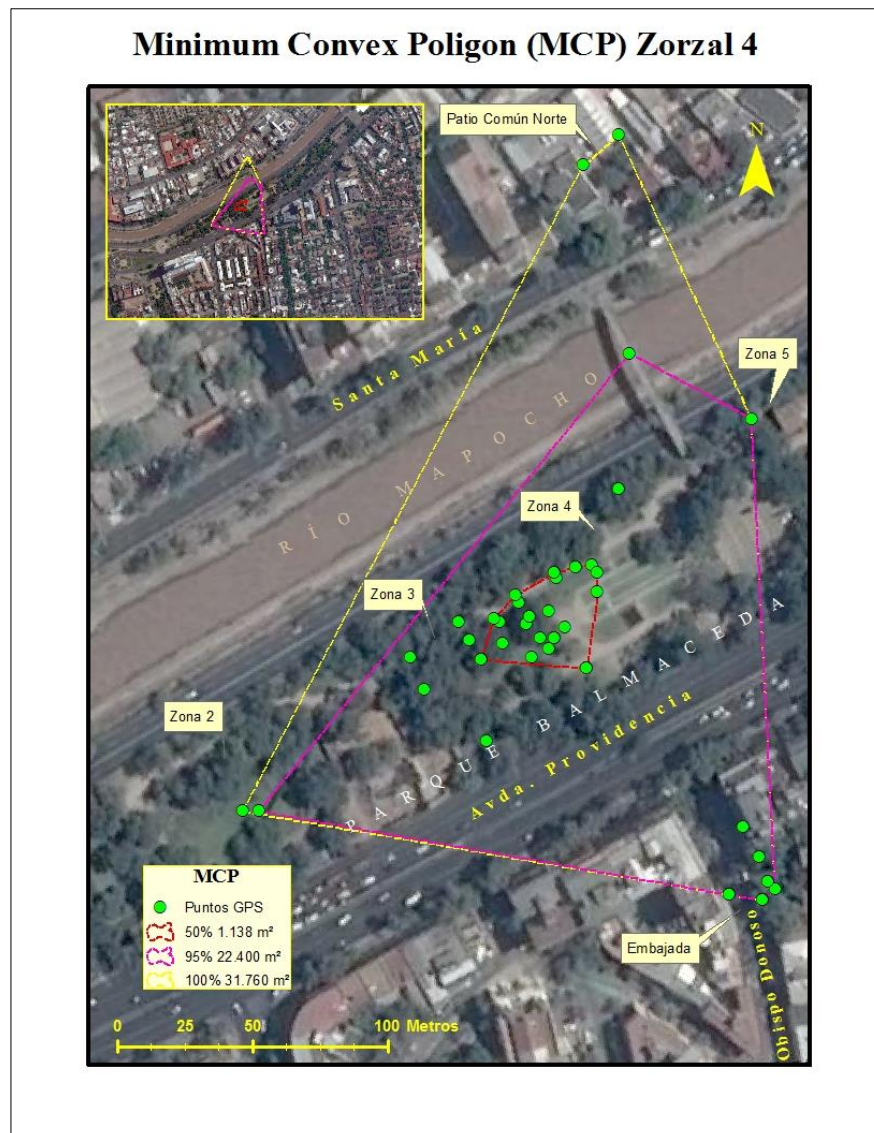 Minimum Convex Poligon (MCP) Zorzal 4
Patio Común Norte
N
Santa María
Zona 5
RÍO MAPOCHO
Zona 4
Zona 3
PARQUE BALMACEDA
Zona 2
Avda. Providencia
MCP
Puntos GPS
50% 1.138 m²
95% 22.400 m²
100% 31.760 m²
Embajada
Obispo Donoso
0 25 50 100 Metros